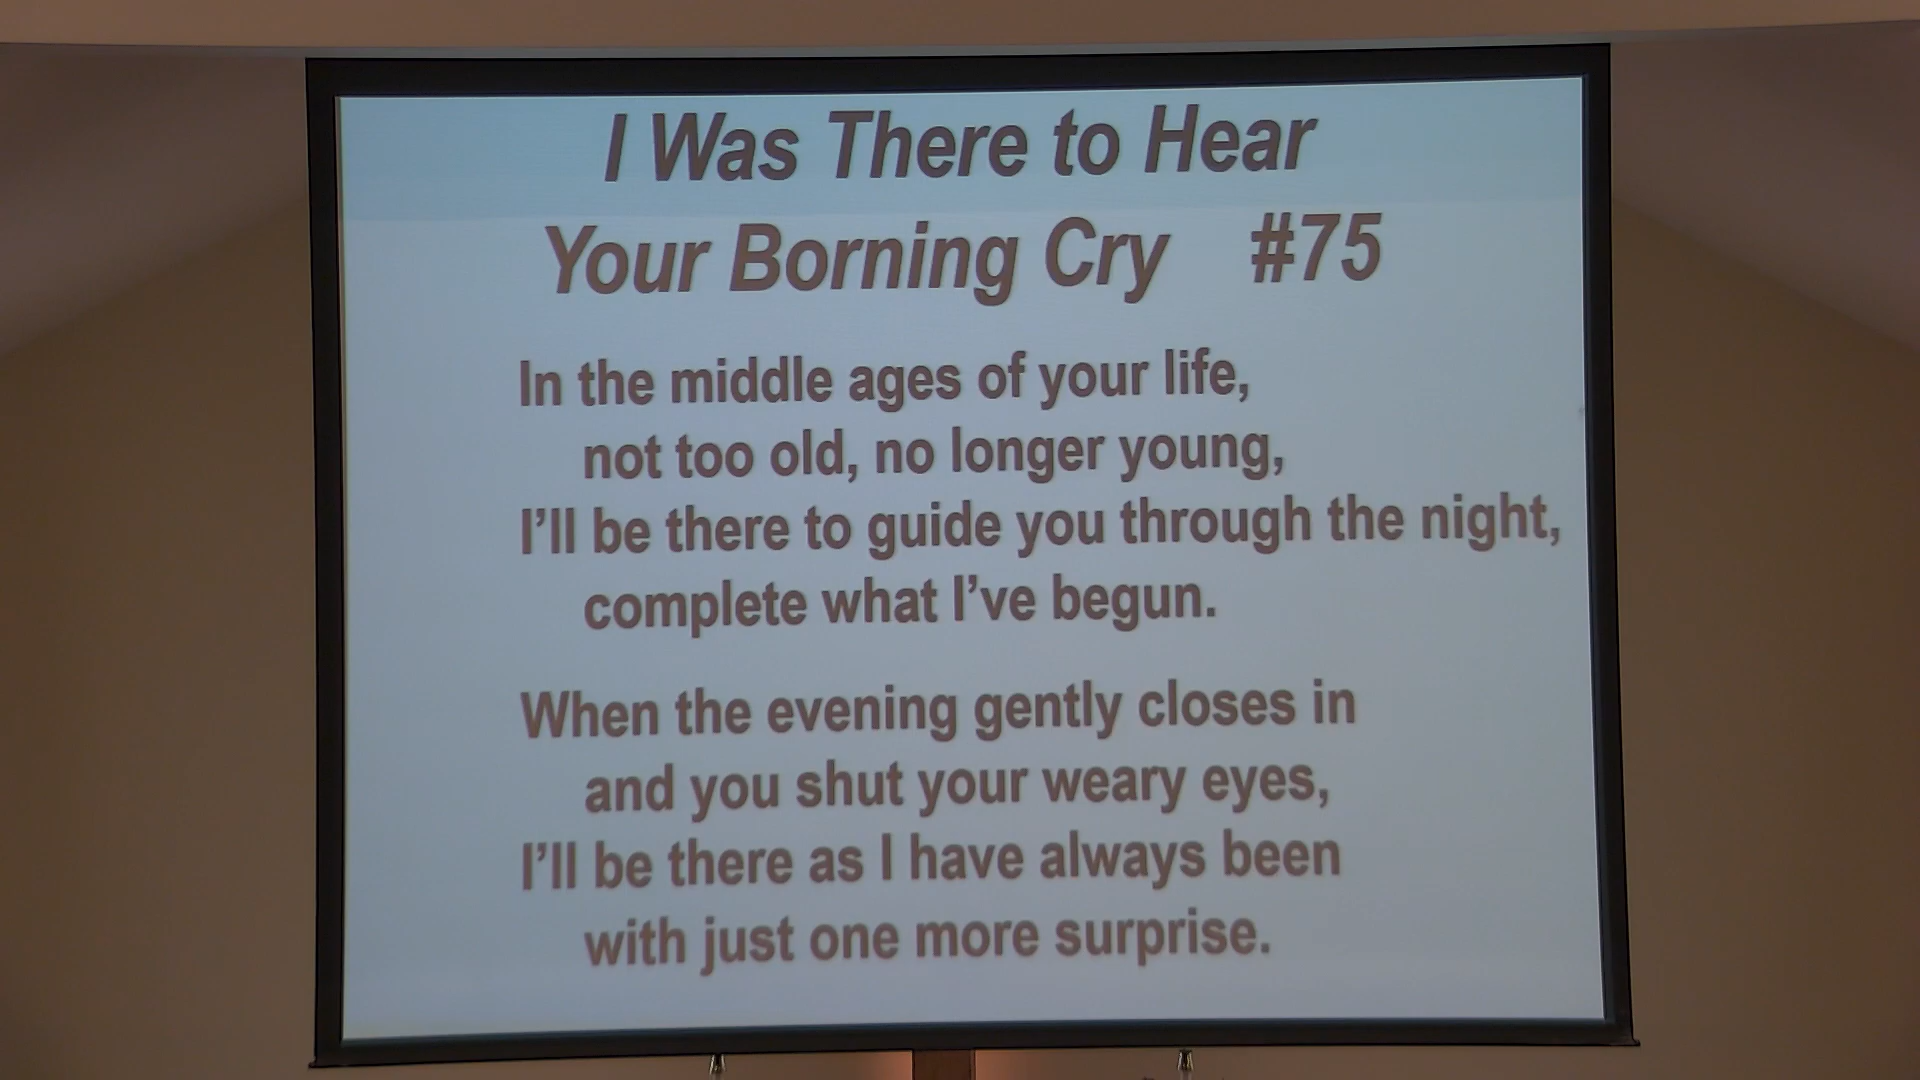 I Was There to Hear
Your Borning Cry #75
In the middle ages of your life,
not too old, no longer young,
I’ll be there to guide you through the night,
complete what I’ve begun.
When the evening gently closes in
and you shut your weary eyes,
I’ll be there as I have always been
with just one more surprise.